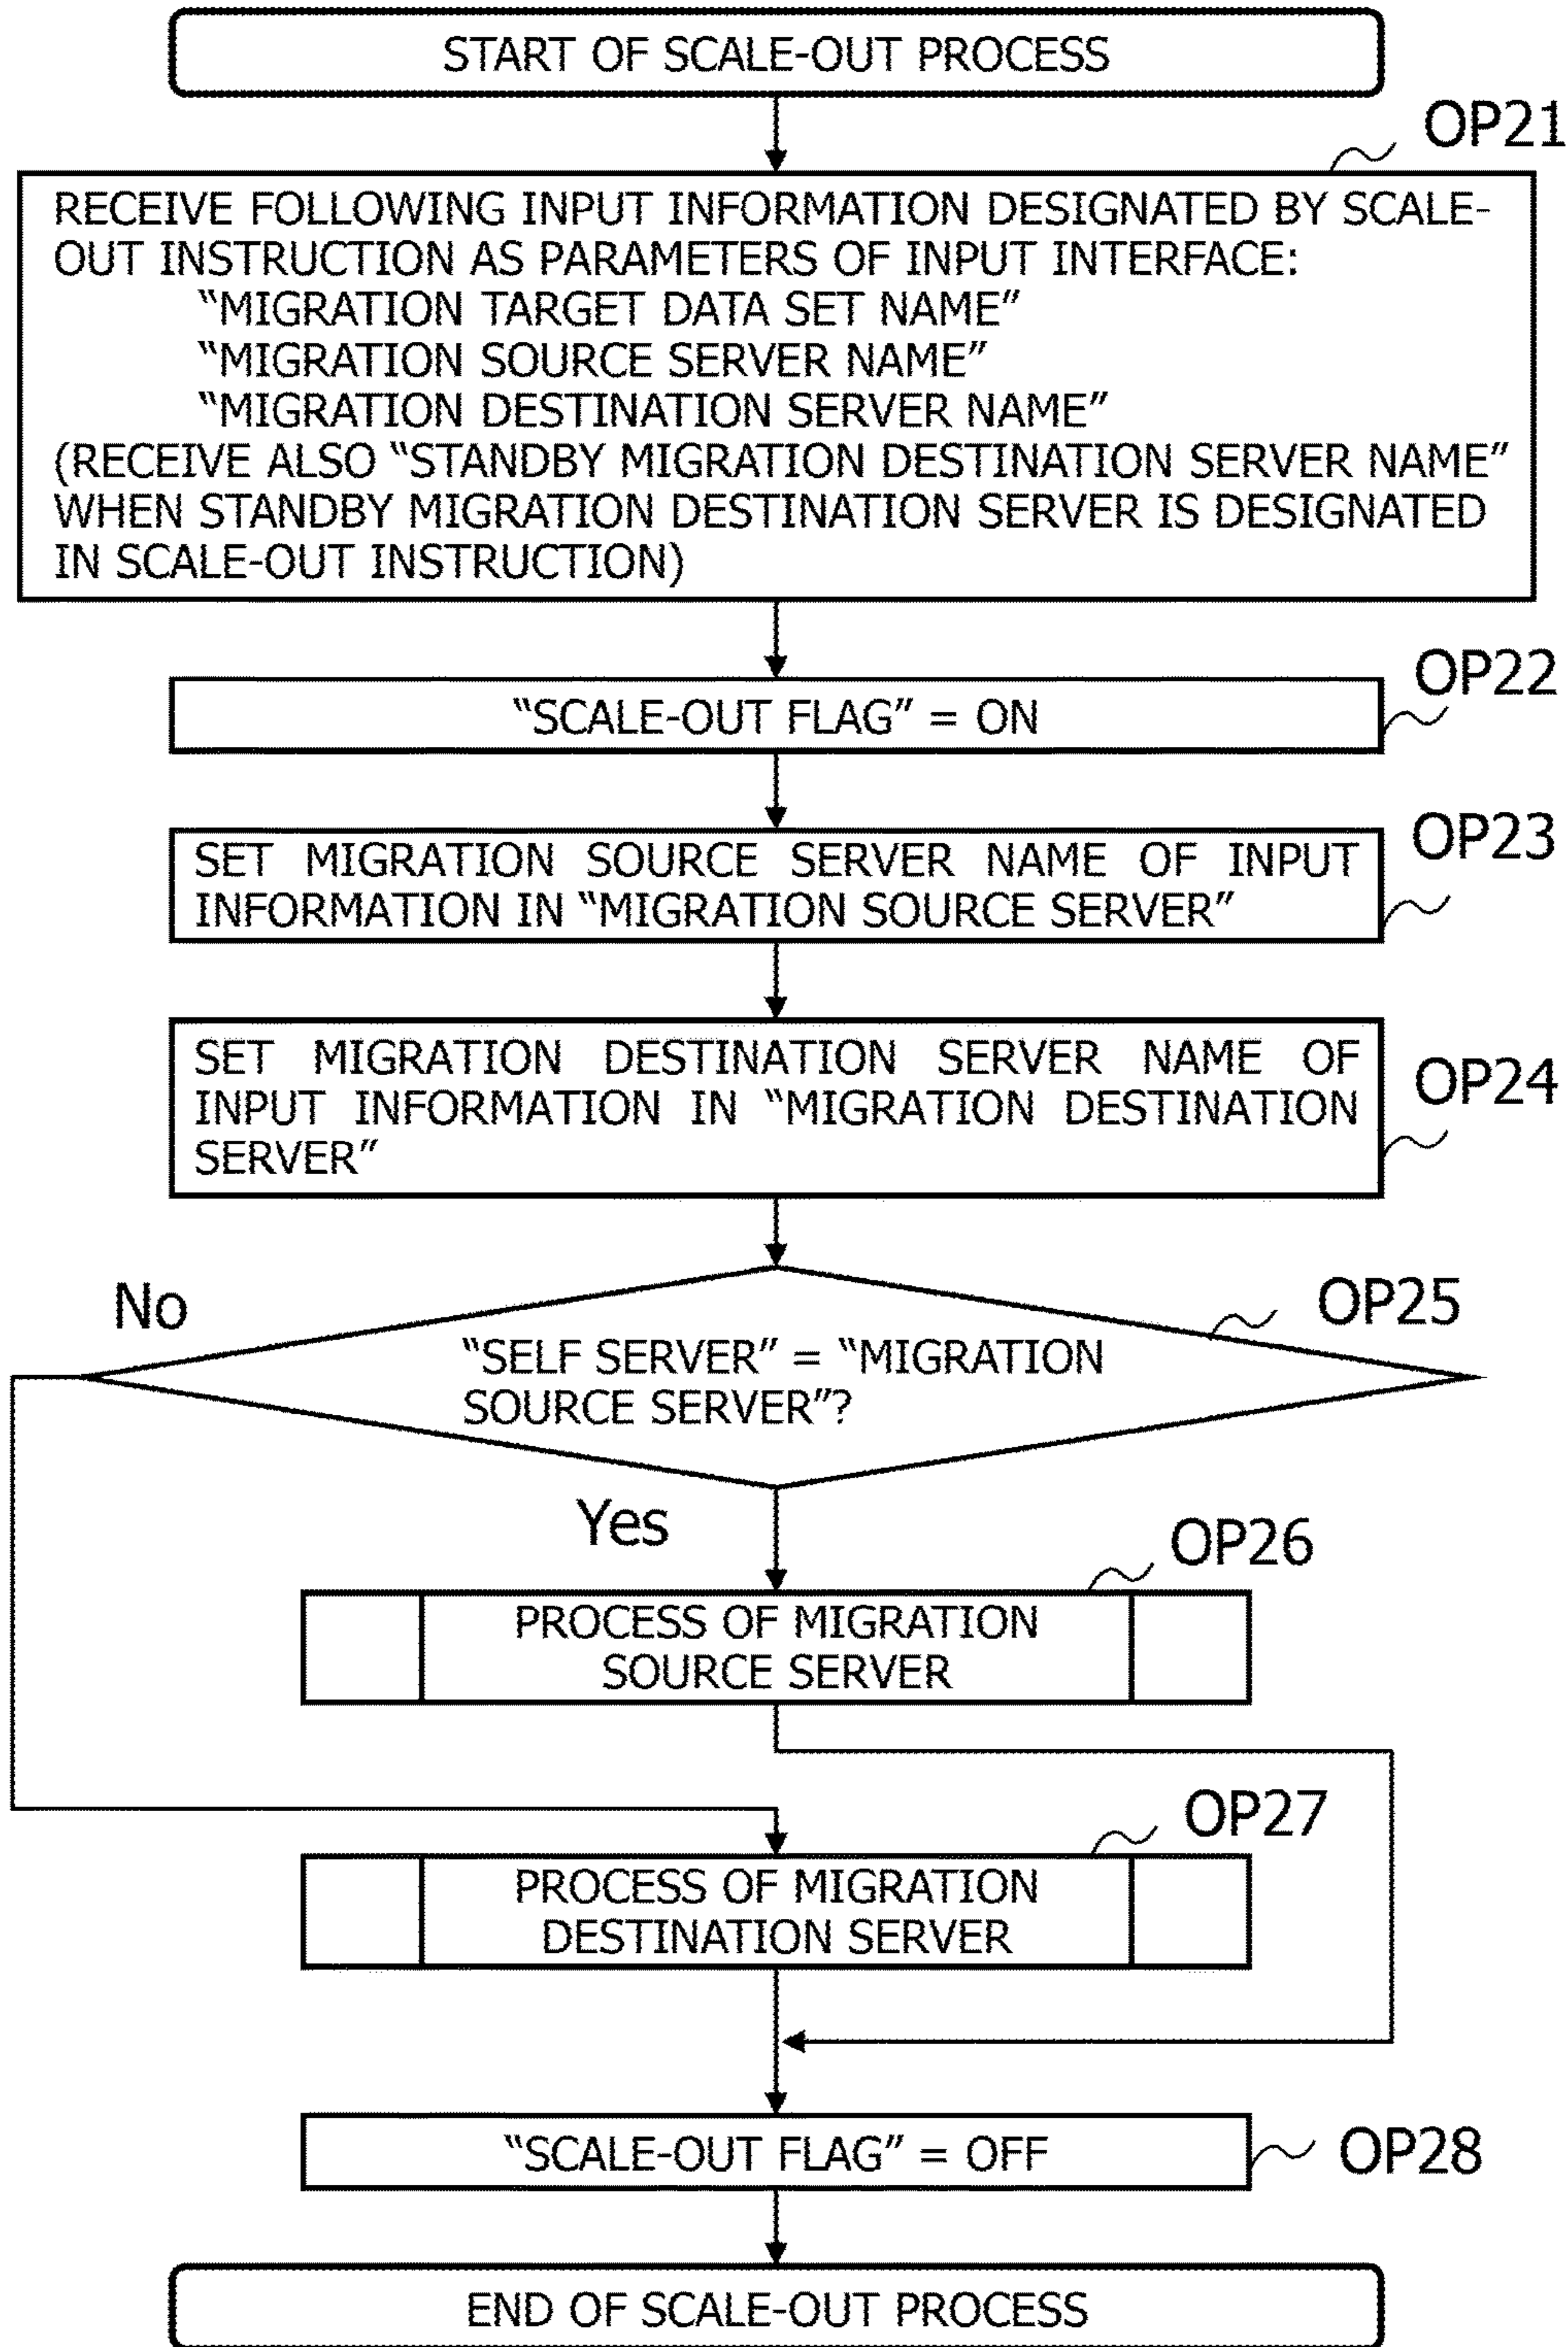 START OF SCALE-OUT PROCESS
OP21
RECEIVE FOLLOWING INPUT INFORMATION DESIGNATED BY SCALE-
OUT INSTRUCTION AS PARAMETERS OF INPUT INTERFACE:
“MIGRATION TARGET DATA SET NAME”
“MIGRATION SOURCE SERVER NAME”
“MIGRATION DESTINATION SERVER NAME”
(RECEIVE ALSO “STANDBY MIGRATION DESTINATION SERVER NAME”
WHEN STANDBY MIGRATION DESTINATION SERVER IS DESIGNATED
IN SCALE-OUT INSTRUCTION)
OP22
“SCALE-OUT FLAG” = ON
OP23
SET MIGRATION SOURCE SERVER NAME OF INPUT
INFORMATION IN “MIGRATION SOURCE SERVER”
OP24
SET MIGRATION DESTINATION SERVER NAME OF
INPUT INFORMATION IN “MIGRATION DESTINATION
SERVER”
No
OP25
“SELF SERVER” = “MIGRATION
SOURCE SERVER”?
Yes
OP26
PROCESS OF MIGRATION
SOURCE SERVER
OP27
PROCESS OF MIGRATION
DESTINATION SERVER
“SCALE-OUT FLAG” = OFF
OP28
END OF SCALE-OUT PROCESS